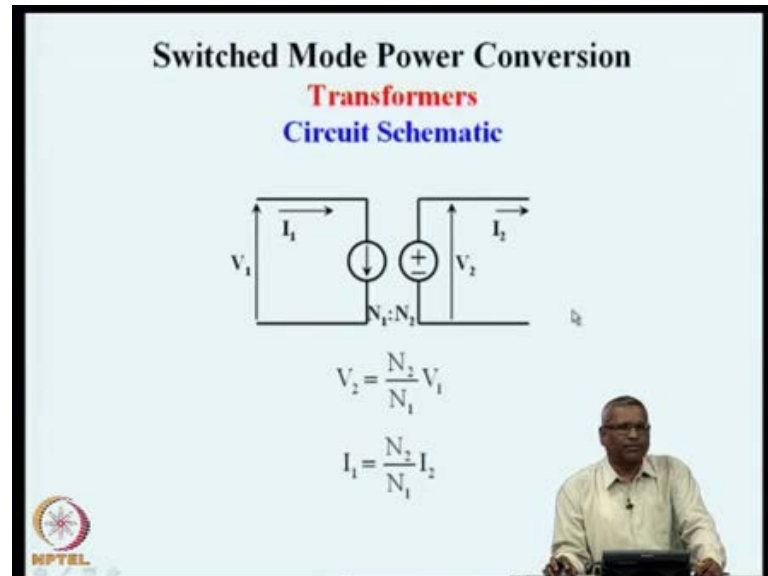 Switched Mode Power Conversion
Transformers
Circuit Schematic
I₁
I₂
V₁
+
−
V₂
N₁:N₂
V₂ = N₂/N₁ V₁
I₁ = N₂/N₁ I₂
NPTEL